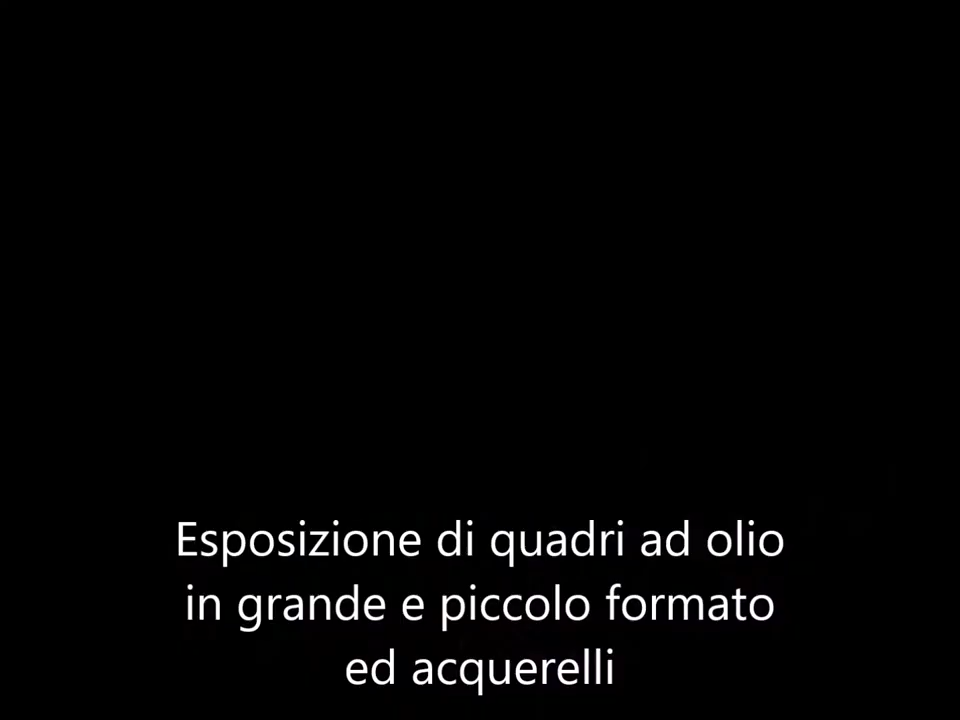 Esposizione di quadri ad olio
in grande e piccolo formato
ed acquerelli